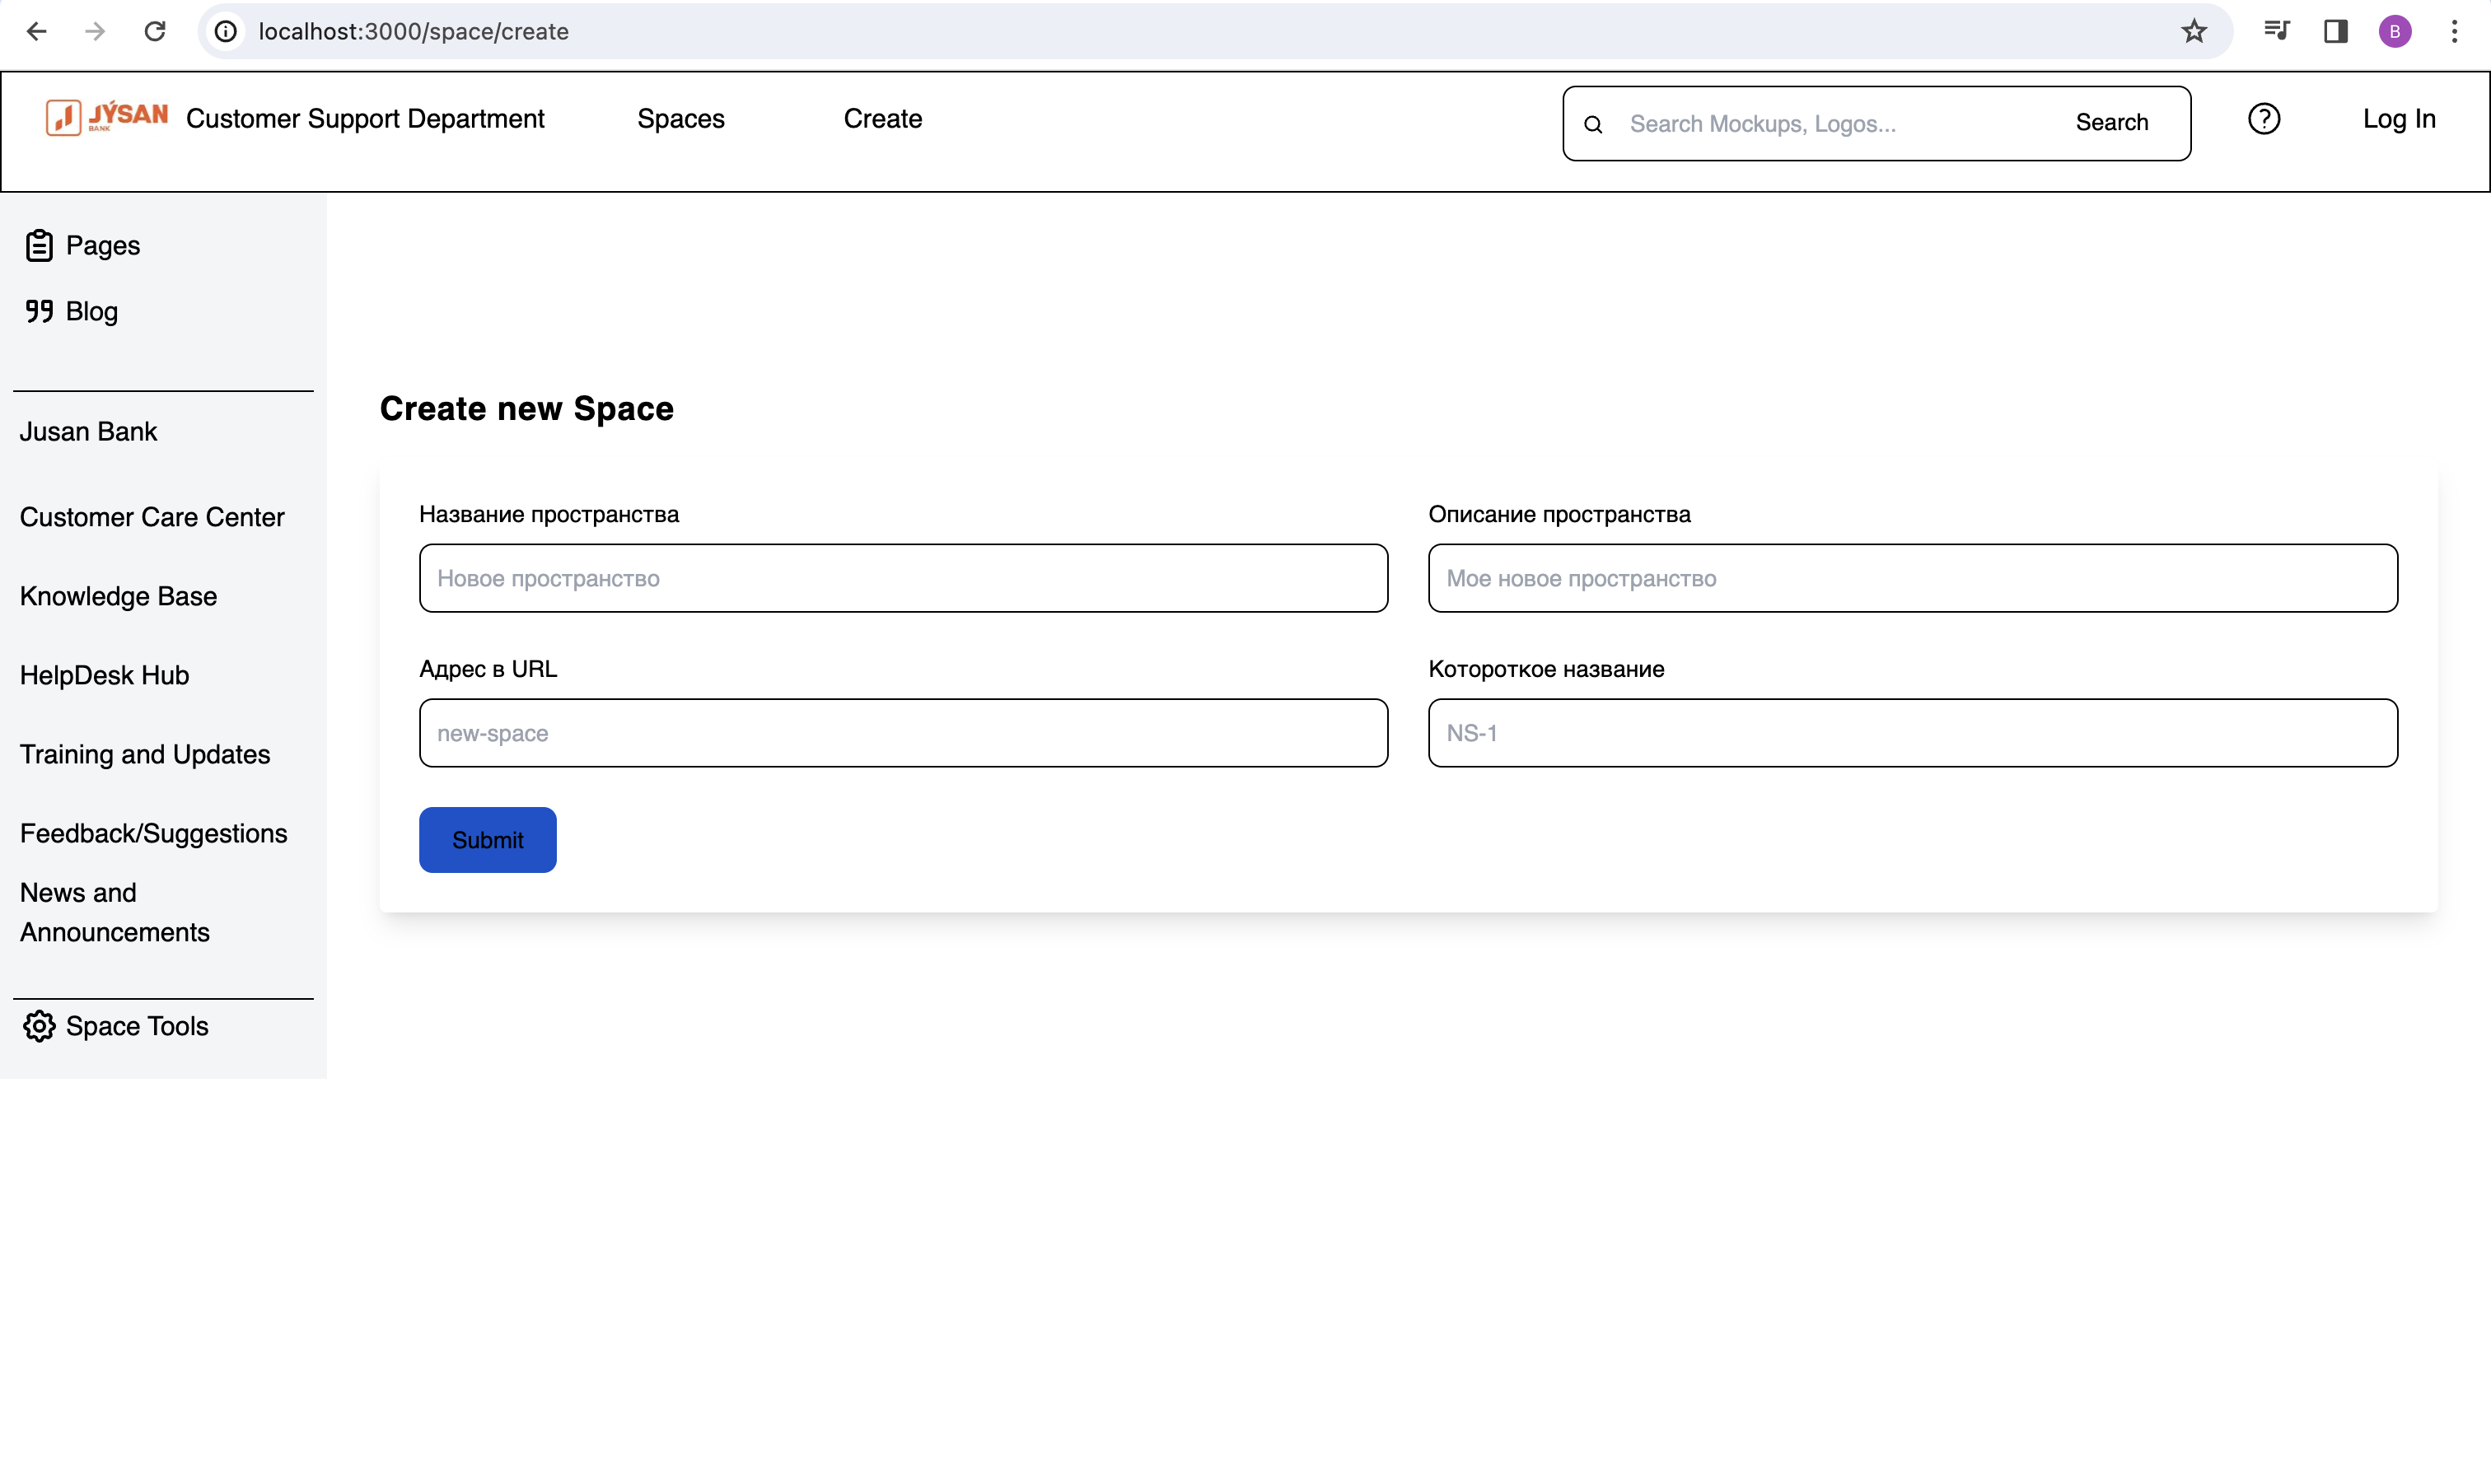 localhost:3000/space/create
B
JÝSAN
BANK
Customer Support Department
Spaces
Create
Search Mockups, Logos...
Search
Log In
Pages
Blog
Jusan Bank
Customer Care Center
Knowledge Base
HelpDesk Hub
Training and Updates
Feedback/Suggestions
News and
Announcements
Space Tools
Create new Space
Название пространства
Описание пространства
Новое пространство
Мое новое пространство
Адрес в URL
Котороткое название
new-space
NS-1
Submit